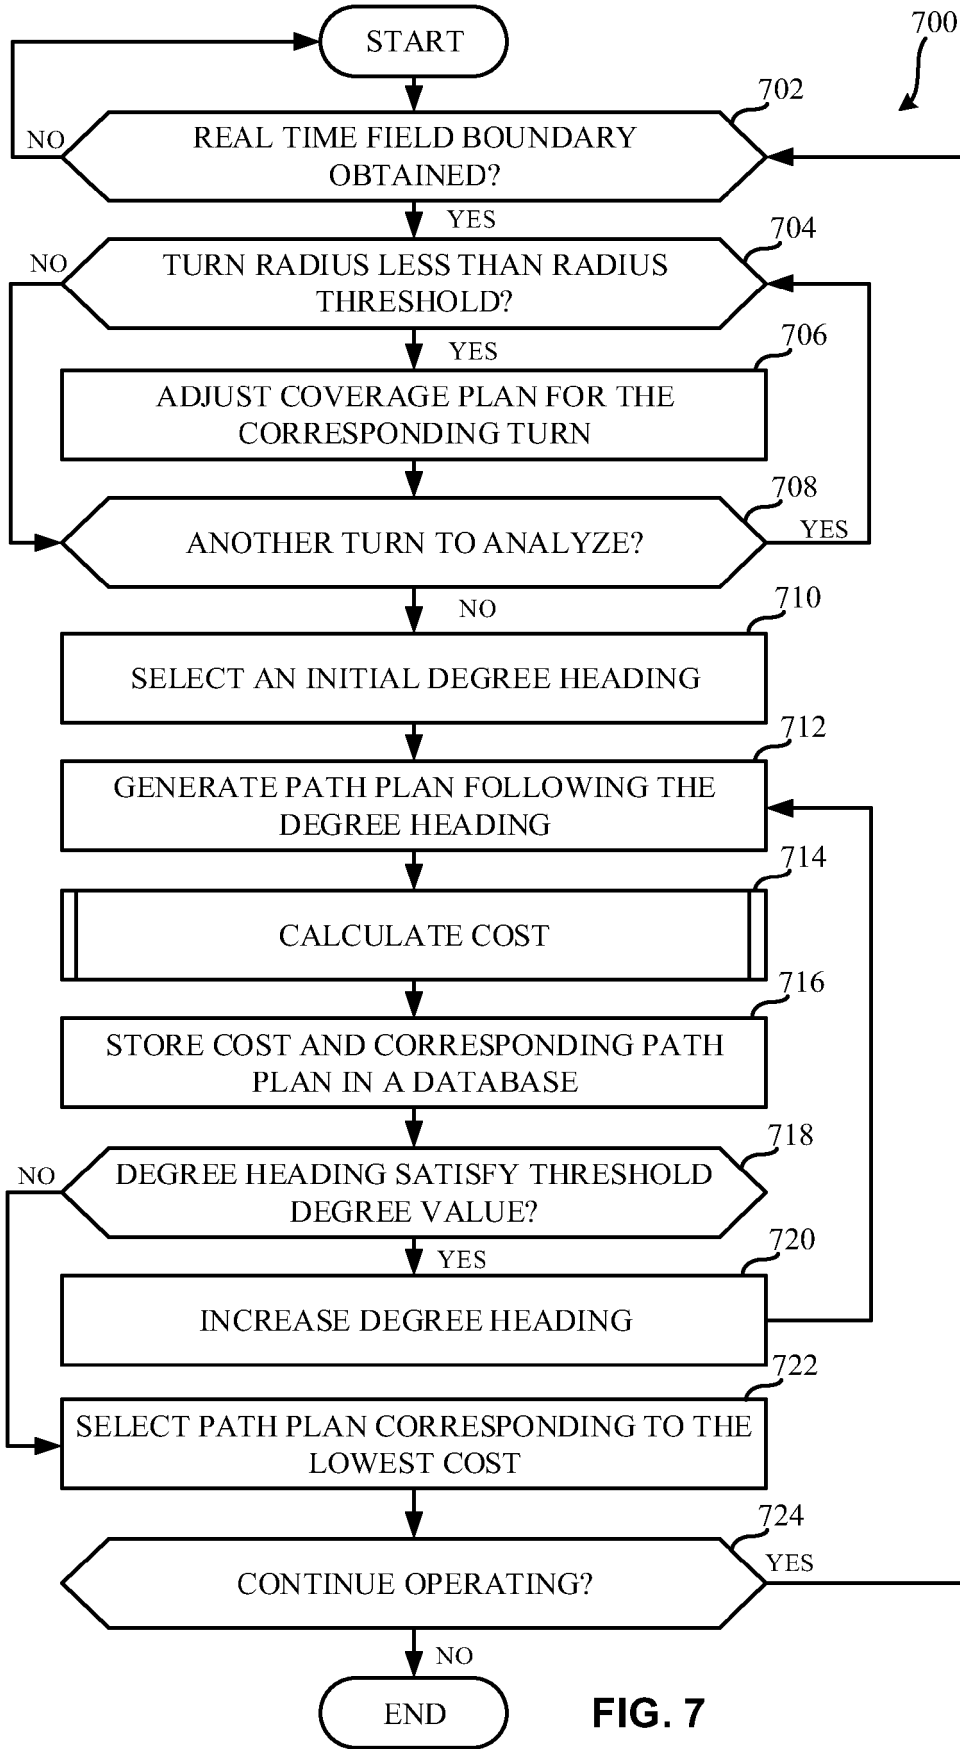 START
700
702
NO
REAL TIME FIELD BOUNDARY
OBTAINED?
YES
704
NO
TURN RADIUS LESS THAN RADIUS
THRESHOLD?
YES
706
ADJUST COVERAGE PLAN FOR THE
CORRESPONDING TURN
708
ANOTHER TURN TO ANALYZE?
YES
NO
710
SELECT AN INITIAL DEGREE HEADING
712
GENERATE PATH PLAN FOLLOWING THE
DEGREE HEADING
714
CALCULATE COST
716
STORE COST AND CORRESPONDING PATH
PLAN IN A DATABASE
718
NO
DEGREE HEADING SATISFY THRESHOLD
DEGREE VALUE?
YES
720
INCREASE DEGREE HEADING
722
SELECT PATH PLAN CORRESPONDING TO THE
LOWEST COST
724
CONTINUE OPERATING?
YES
NO
END
FIG. 7